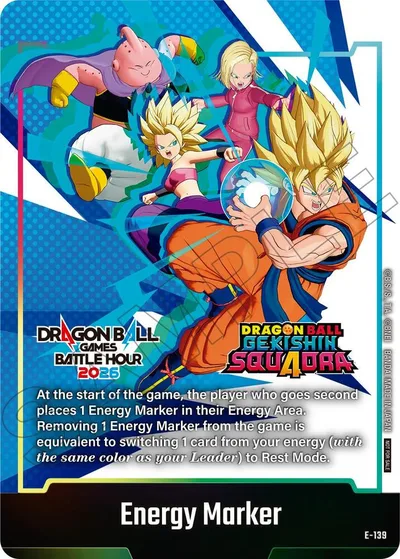 DRAGON BALL
GAMES
BATTLE HOUR
2026
DRAGON BALL
GEKISHIN
SQUADRA
At the start of the game, the player who goes second
places 1 Energy Marker in their Energy Area.
Removing 1 Energy Marker from the game is
equivalent to switching 1 card from your energy (with
the same color as your Leader) to Rest Mode.
Energy Marker
E-139
NOT FOR SALE